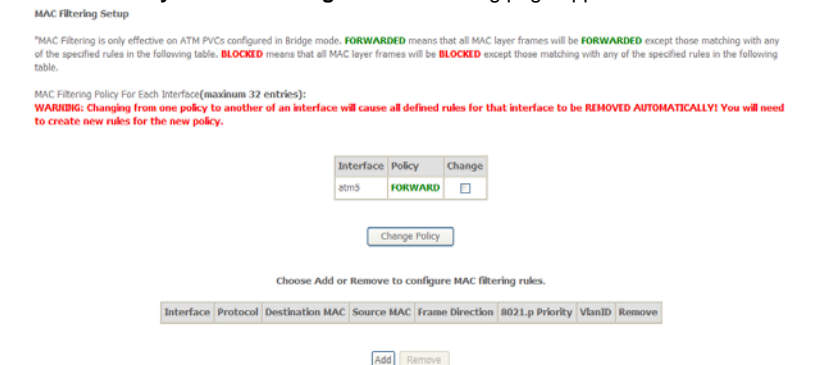 MAC Filtering Setup
"MAC Filtering is only effective on ATM PVCs configured in Bridge mode. FORWARDED means that all MAC layer frames will be FORWARDED except those matching with any
of the specified rules in the following table. BLOCKED means that all MAC layer frames will be BLOCKED except those matching with any of the specified rules in the following
table.
MAC Filtering Policy For Each Interface(maxinum 32 entries):
WARNING: Changing from one policy to another of an interface will cause all defined rules for that interface to be REMOVED AUTOMATICALLY! You will need
to create new rules for the new policy.
Interface Policy Change
atm5 FORWARD
Change Policy
Choose Add or Remove to configure MAC filtering rules.
Interface Protocol Destination MAC Source MAC Frame Direction 8021.p Priority VlanID Remove
Add Remove